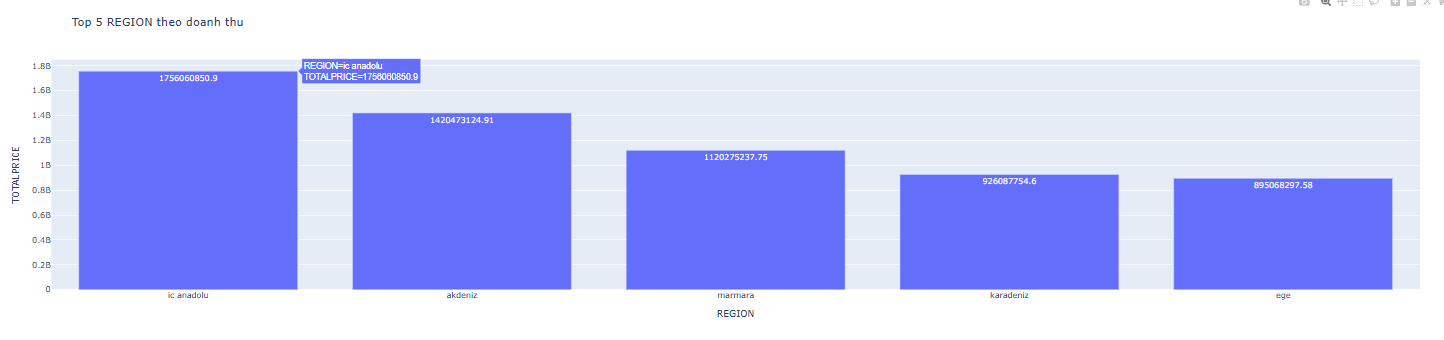 Top 5 REGION theo doanh thu
REGION=ic anadolu
TOTALPRICE=1756060850.9
1.8B
1.6B
1.4B
1.2B
1B
0.8B
0.6B
0.4B
0.2B
0
TOTALPRICE
1756060850.9
1420473124.91
1120275237.75
926087754.6
895068297.58
ic anadolu
akdeniz
marmara
karadeniz
ege
REGION